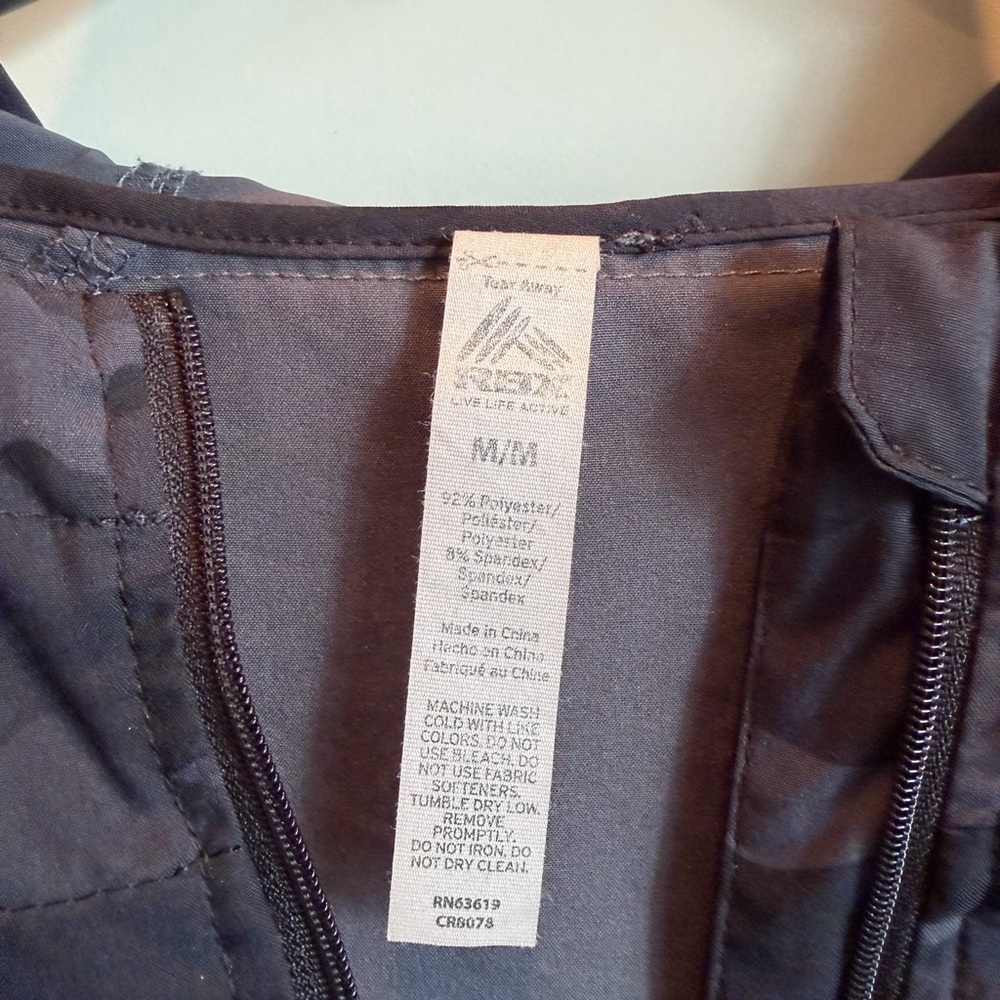 Tear Away
RBX
LIVE LIFE ACTIVE
M/M
92% Polyester/
Poliéster/
Polyester
8% Spandex/
Spandex/
Spandex
Made in China
Hecho en China
Fabriqué au Chine
MACHINE WASH
COLD WITH LIKE
COLORS. DO NOT
USE BLEACH. DO
NOT USE FABRIC
SOFTENERS.
TUMBLE DRY LOW.
REMOVE
PROMPTLY.
DO NOT IRON. DO
NOT DRY CLEAN.
RN63619
CR8078